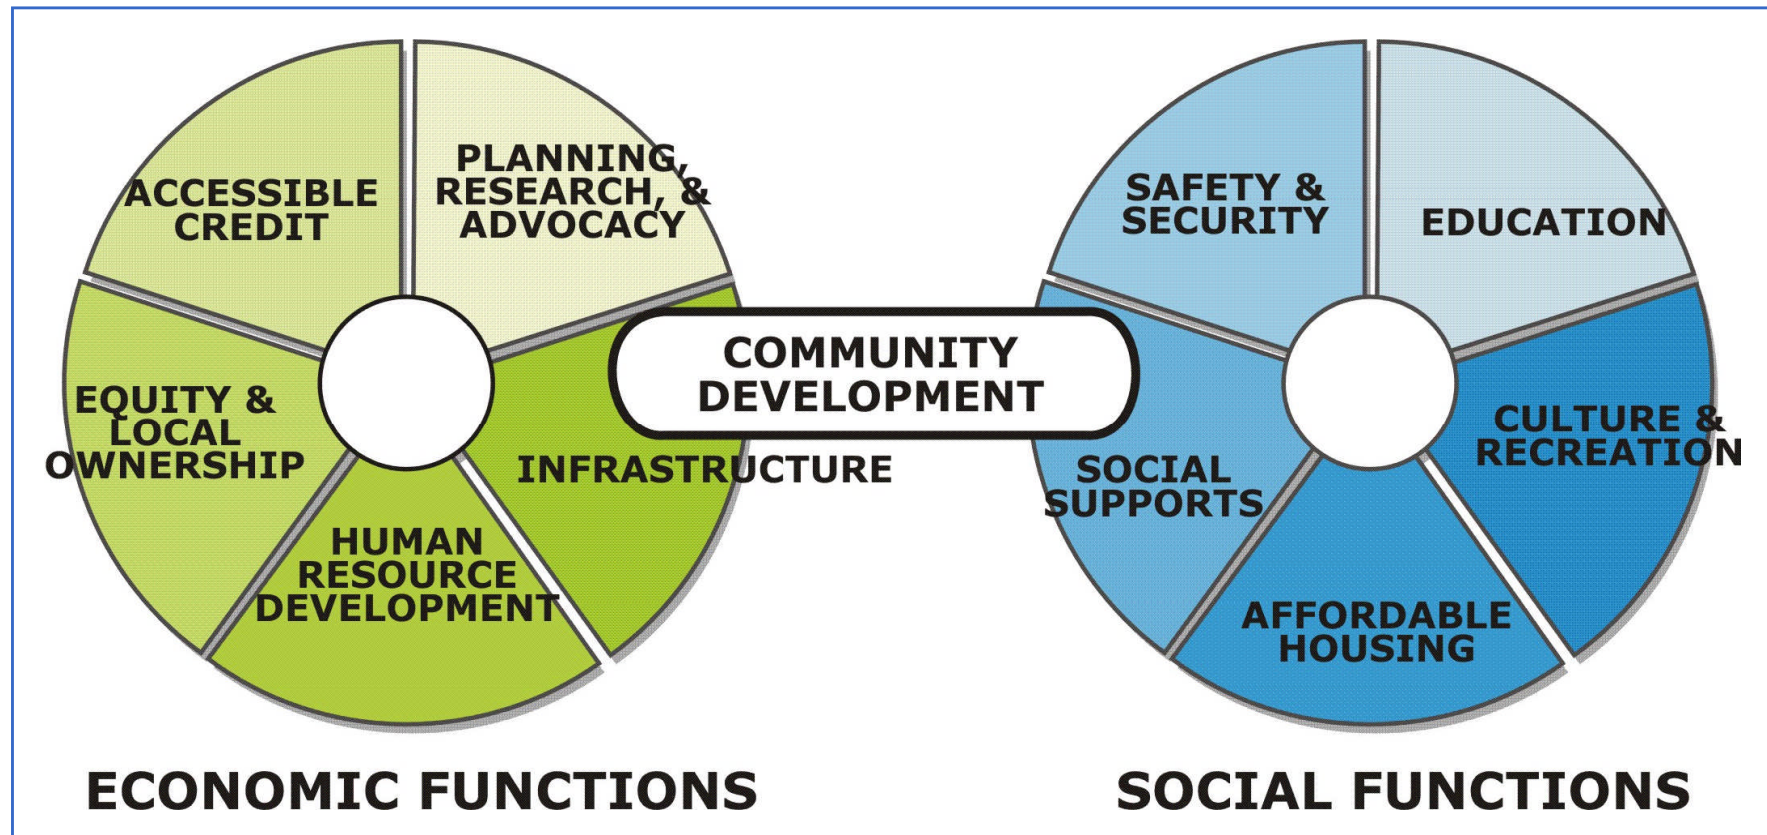 ACCESSIBLE
CREDIT
PLANNING,
RESEARCH, &
ADVOCACY
EQUITY &
LOCAL
OWNERSHIP
INFRASTRUCTURE
HUMAN
RESOURCE
DEVELOPMENT
COMMUNITY
DEVELOPMENT
SAFETY &
SECURITY
EDUCATION
SOCIAL
SUPPORTS
CULTURE &
RECREATION
AFFORDABLE
HOUSING
ECONOMIC FUNCTIONS
SOCIAL FUNCTIONS